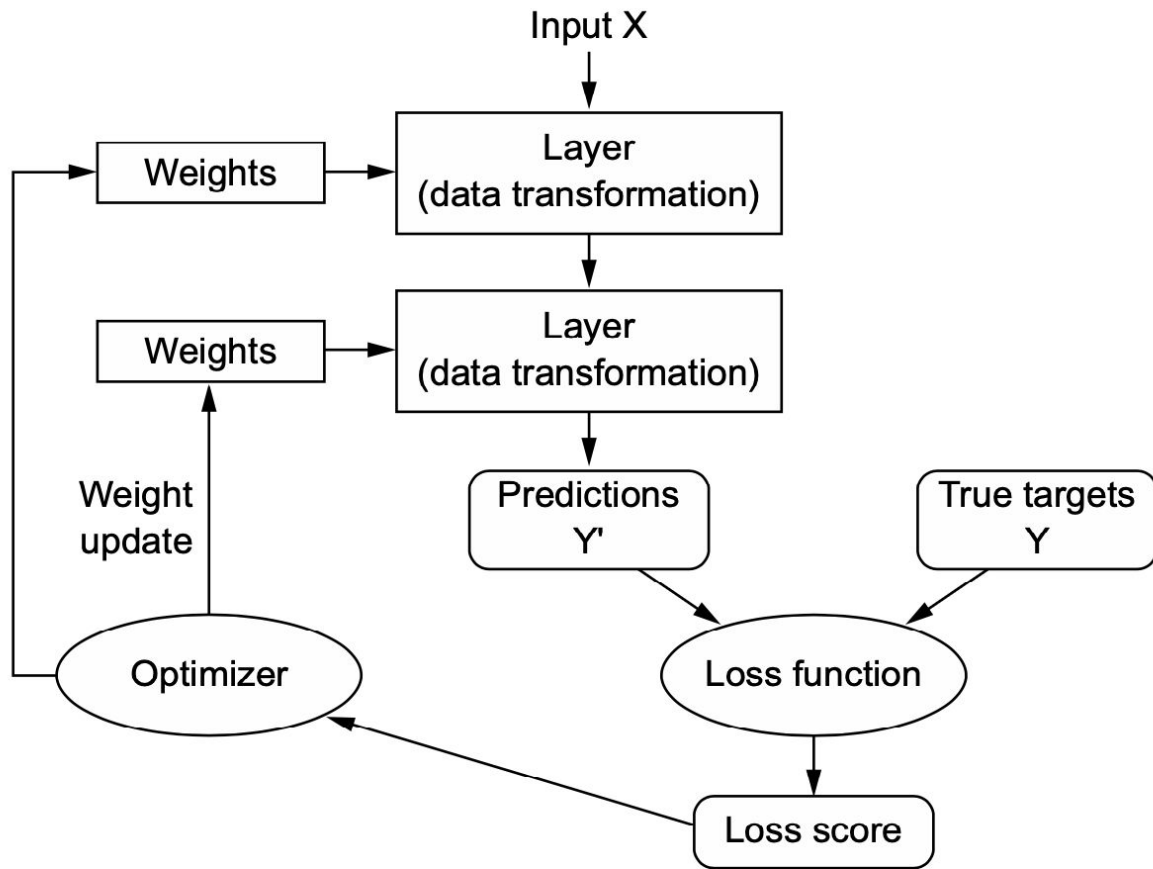 Input X
Weights
Layer
(data transformation)
Weights
Layer
(data transformation)
Weight
update
Predictions
Y'
True targets
Y
Optimizer
Loss function
Loss score